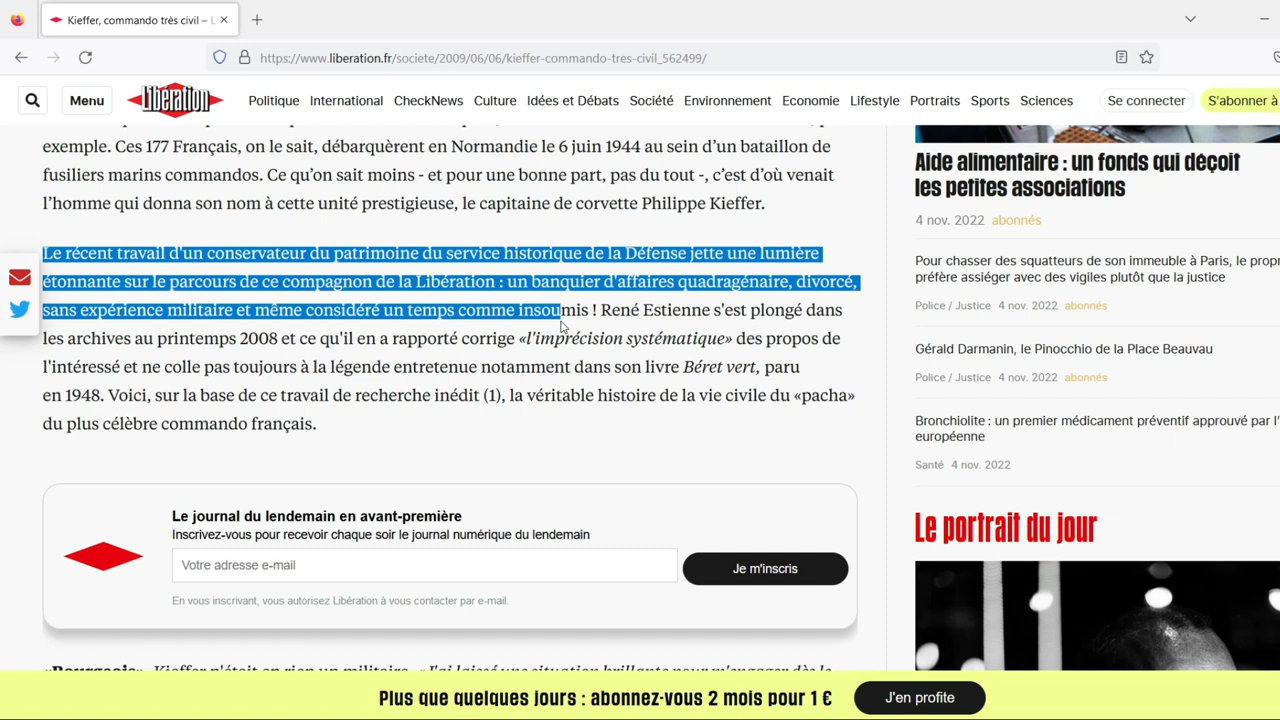 Kieffer, commando très civil – L
https://www.liberation.fr/societe/2009/06/06/kieffer-commando-tres-civil_562499/
Menu
Libération
Politique International CheckNews Culture Idées et Débats Société Environnement Economie Lifestyle Portraits Sports Sciences
Se connecter
S'abonner à
exemple. Ces 177 Français, on le sait, débarquèrent en Normandie le 6 juin 1944 au sein d'un bataillon de
fusiliers marins commandos. Ce qu'on sait moins - et pour une bonne part, pas du tout -, c'est d'où venait
l'homme qui donna son nom à cette unité prestigieuse, le capitaine de corvette Philippe Kieffer.
Le récent travail d'un conservateur du patrimoine du service historique de la Défense jette une lumière
étonnante sur le parcours de ce compagnon de la Libération : un banquier d'affaires quadragénaire, divorcé,
sans expérience militaire et même considéré un temps comme insoumis ! René Estienne s'est plongé dans
les archives au printemps 2008 et ce qu'il en a rapporté corrige «l'imprécision systématique» des propos de
l'intéressé et ne colle pas toujours à la légende entretenue notamment dans son livre Béret vert, paru
en 1948. Voici, sur la base de ce travail de recherche inédit (1), la véritable histoire de la vie civile du «pacha»
du plus célèbre commando français.
Le journal du lendemain en avant-première
Inscrivez-vous pour recevoir chaque soir le journal numérique du lendemain
Votre adresse e-mail
Je m'inscris
En vous inscrivant, vous autorisez Libération à vous contacter par e-mail.
«Bourgeois». Kieffer n'était en rien un militaire. «J'ai laissé une situation brillante pour m'engager dès le
Aide alimentaire : un fonds qui déçoit
les petites associations
4 nov. 2022 abonnés
Pour chasser des squatteurs de son immeuble à Paris, le propr
préfère assiéger avec des vigiles plutôt que la justice
Police / Justice 4 nov. 2022 abonnés
Gérald Darmanin, le Pinocchio de la Place Beauvau
Police / Justice 4 nov. 2022 abonnés
Bronchiolite : un premier médicament préventif approuvé par l'
européenne
Santé 4 nov. 2022
Le portrait du jour
Plus que quelques jours : abonnez-vous 2 mois pour 1 €
J'en profite